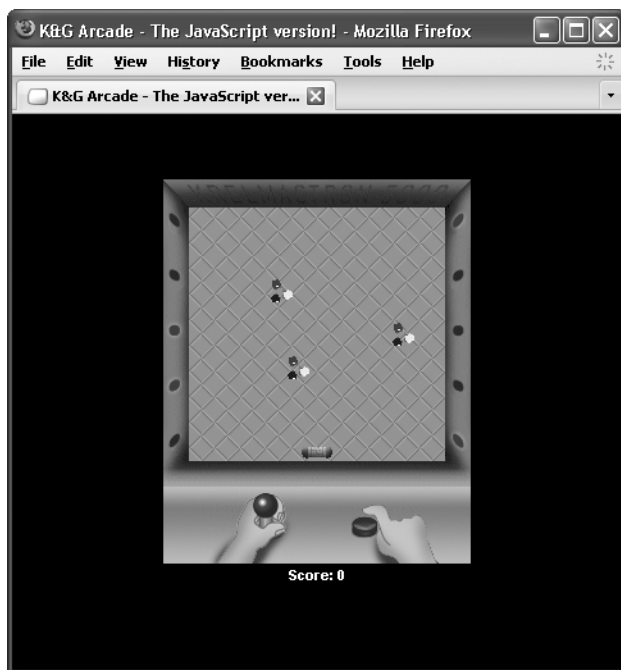 K&G Arcade - The JavaScript version! - Mozilla Firefox
File Edit View History Bookmarks Tools Help
K&G Arcade - The JavaScript ver...
Score: 0